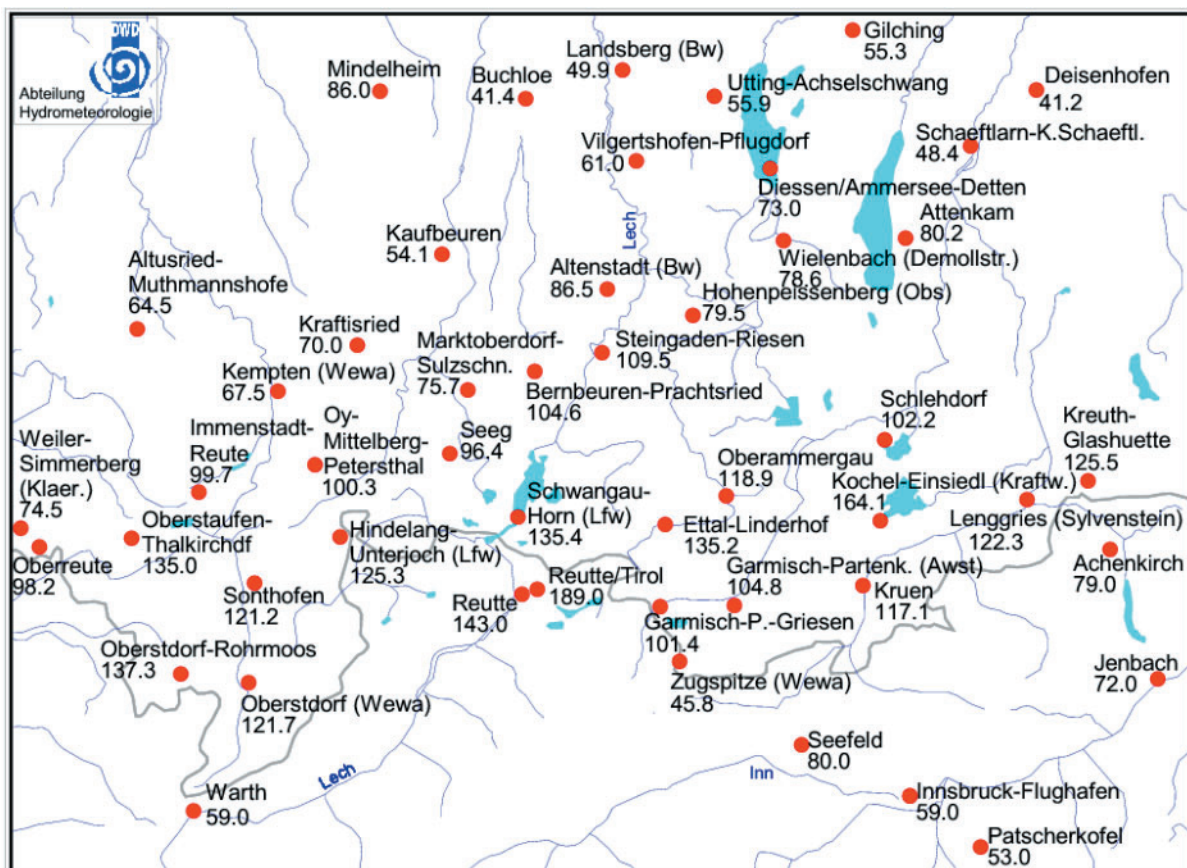 DWD
Abteilung
Hydrometeorologie
Gilching
55.3
Landsberg (Bw)
49.9
Mindelheim
86.0
Buchloe
41.4
Utting-Achselschwang
55.9
Deisenhofen
41.2
Schaeftlarn-K.Schaeftl.
48.4
Vilgertshofen-Pflugdorf
61.0
Diessen/Ammersee-Detten
73.0
Lech
Attenkam
80.2
Kaufbeuren
54.1
Wielenbach (Demollstr.)
78.6
Altusried-
Muthmannshofe
64.5
Altenstadt (Bw)
86.5
Hohenpeissenberg (Obs)
79.5
Kraftisried
70.0
Marktoberdorf-
Sulzschn.
75.7
Steingaden-Riesen
109.5
Kempten (Wewa)
67.5
Bernbeuren-Prachtsried
104.6
Schlehdorf
102.2
Kreuth-
Glashuette
125.5
Immenstadt-
Reute
99.7
Oy-
Mittelberg-
Petersthal
100.3
Seeg
96.4
Weiler-
Simmerberg
(Klaer.)
74.5
Oberammergau
118.9
Kochel-Einsiedl (Kraftw.)
164.1
Schwangau-
Horn (Lfw)
135.4
Oberstaufen-
Thalkirchdf
135.0
Hindelang-
Unterjoch (Lfw)
125.3
Ettal-Linderhof
135.2
Lenggries (Sylvenstein)
122.3
Oberreute
98.2
Achenkirch
79.0
Garmisch-Partenk. (Awst)
104.8
Sonthofen
121.2
Reutte/Tirol
189.0
Reutte
143.0
Kruen
117.1
Garmisch-P.-Griesen
101.4
Oberstdorf-Rohrmoos
137.3
Jenbach
72.0
Zugspitze (Wewa)
45.8
Oberstdorf (Wewa)
121.7
Seefeld
80.0
Lech
Inn
Warth
59.0
Innsbruck-Flughafen
59.0
Patscherkofel
53.0